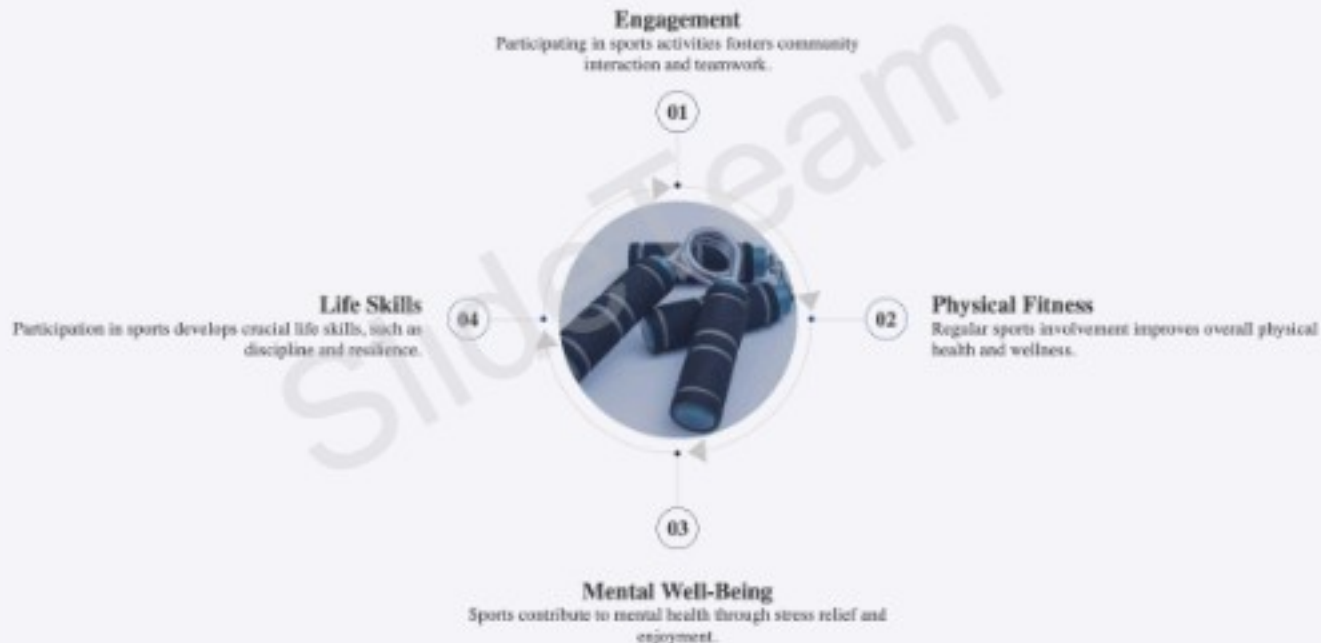 Engagement
Participating in sports activities fosters community
interaction and teamwork.
01
Life Skills
Participation in sports develops crucial life skills, such as
discipline and resilience.
04
02
Physical Fitness
Regular sports involvement improves overall physical
health and wellness.
03
Mental Well-Being
Sports contribute to mental health through stress relief and
enjoyment.
SlideTeam